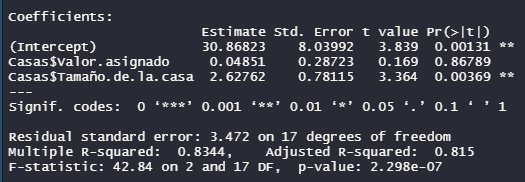 Coefficients:
Estimate Std. Error t value Pr(>|t|)
(Intercept) 30.86823 8.03992 3.839 0.00131 **
Casas$Valor.asignado 0.04851 0.28723 0.169 0.86789
Casas$Tamaño.de.la.casa 2.62762 0.78115 3.364 0.00369 **
---
Signif. codes: 0 ‘***’ 0.001 ‘**’ 0.01 ‘*’ 0.05 ‘.’ 0.1 ‘ ’ 1
Residual standard error: 3.472 on 17 degrees of freedom
Multiple R-squared: 0.8344, Adjusted R-squared: 0.815
F-statistic: 42.84 on 2 and 17 DF, p-value: 2.298e-07